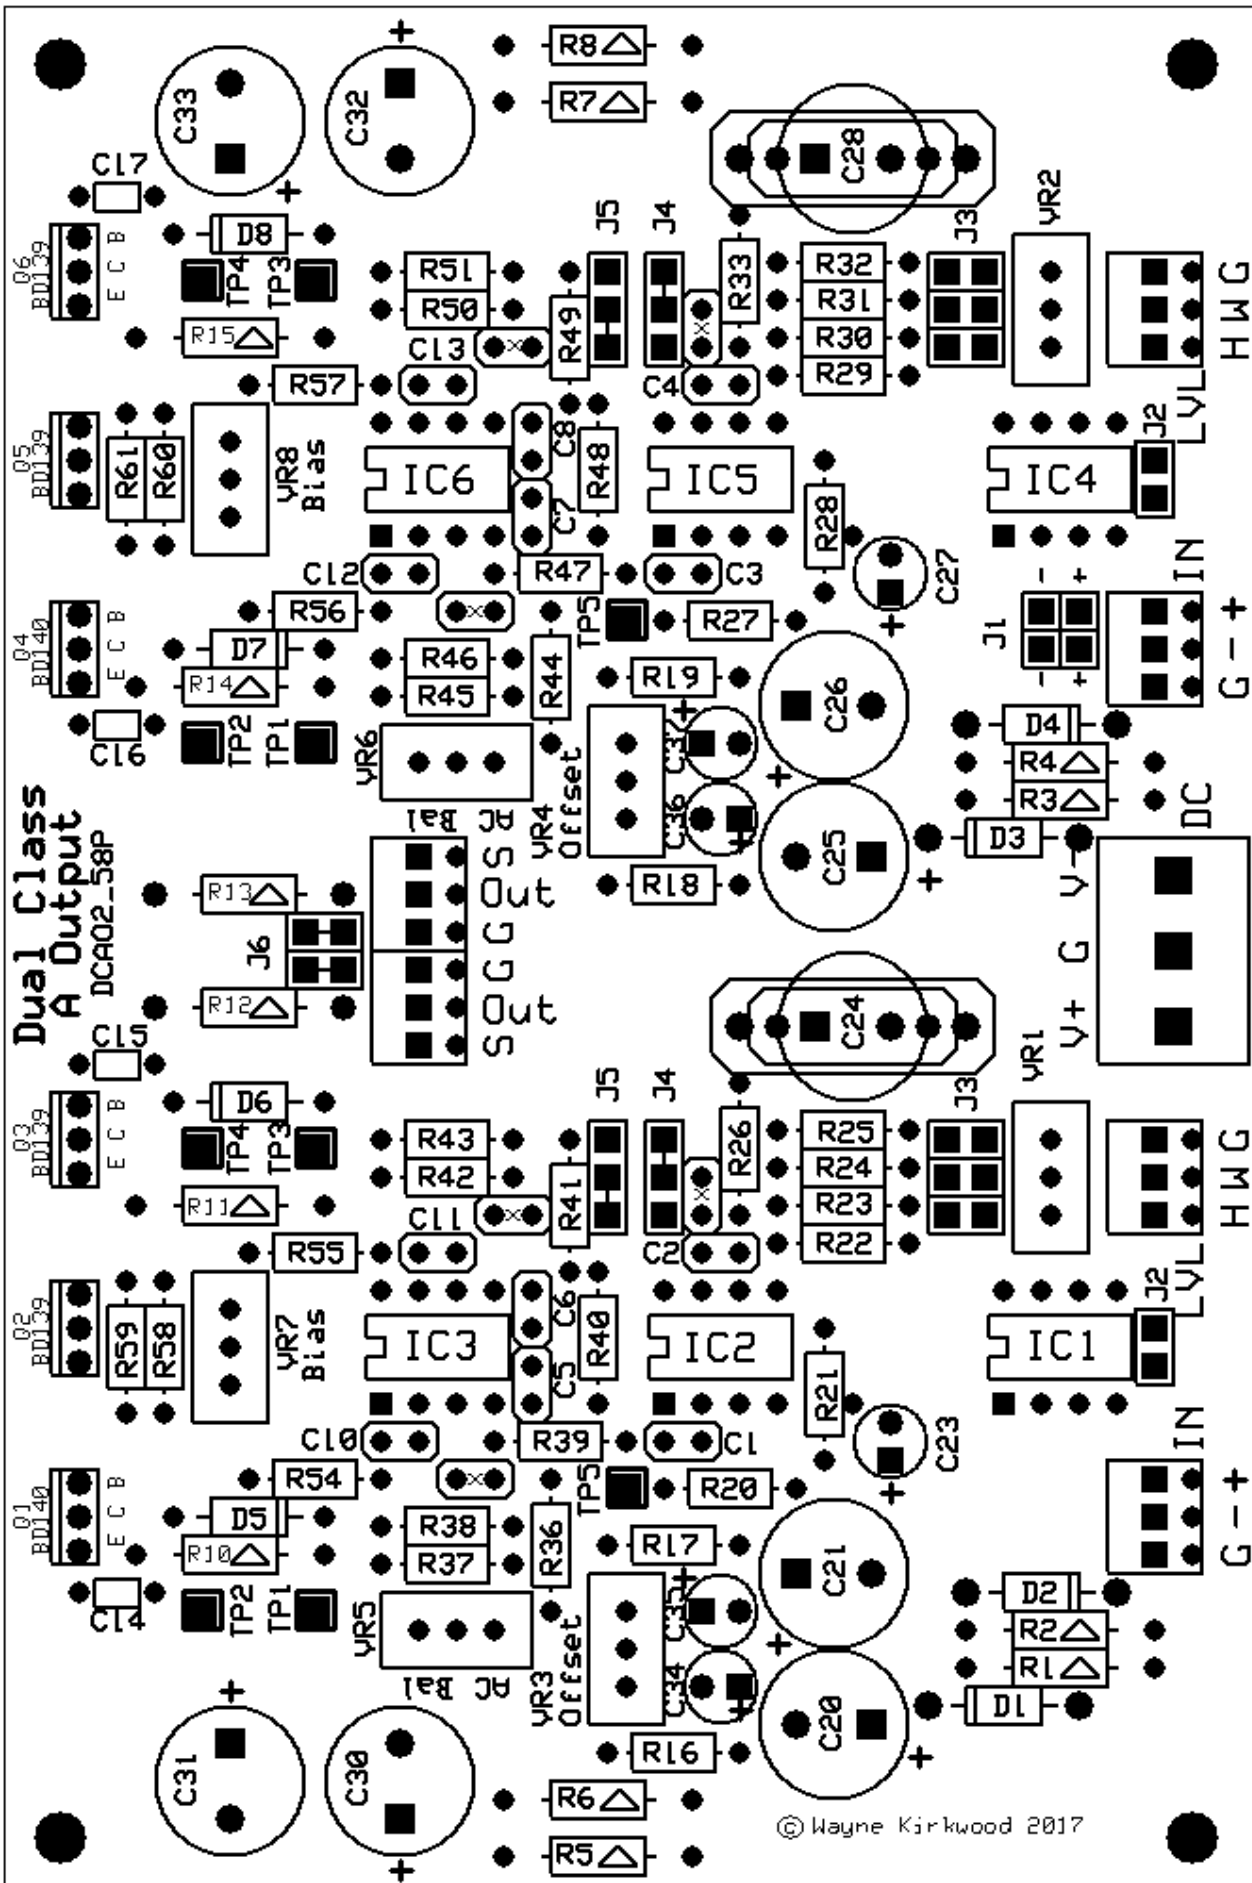 R8
R7
C33
C32
C28
C17
Q6
BD139
E C B
D8
TP4
TP3
R15
R51
R50
C13
R49
J5
J4
R33
R32
R31
R30
R29
J3
VR2
H W G
LVL
R57
C4
Q5
BD139
R61
R60
VR8
Bias
IC6
C8
C7
R48
IC5
R28
IC4
J2
C12
R47
C3
C27
IN
G - +
J1
- +
- +
Q4
BD140
E C B
R56
D7
R14
TP2
TP1
C16
R46
R45
R44
TP5
R27
R19
C26
C37
C36
VR6
AC Bal
VR4
Offset
R18
C25
D4
R4
R3
D3
DC
V+ G V-
Dual Class
A Output
DCAO2_58P
R13
J6
R12
S
Out
G
G
Out
S
C24
C15
Q3
BD139
E C B
D6
TP4
TP3
R11
R43
R42
C11
R41
J5
J4
R26
R25
R24
R23
R22
J3
VR1
H W G
LVL
R55
C2
Q2
BD139
R59
R58
VR7
Bias
IC3
C6
C5
R40
IC2
R21
IC1
J2
C10
R39
C1
C23
IN
G - +
Q1
BD140
E C B
R54
D5
R10
TP2
TP1
C14
R38
R37
R36
TP5
R20
R17
C21
C35
C34
VR5
AC Bal
VR3
Offset
R16
C20
D2
R2
R1
D1
C31
C30
R6
R5
© Wayne Kirkwood 2017